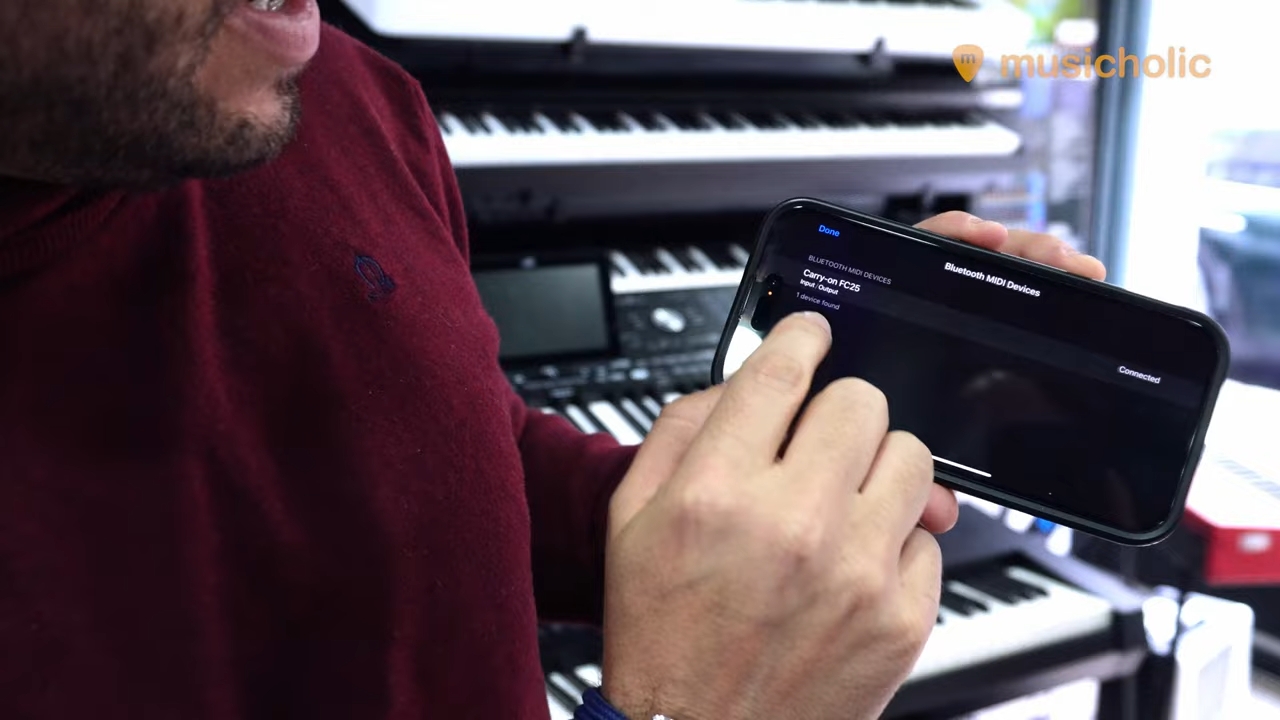 musicholic
Done
Bluetooth MIDI Devices
BLUETOOTH MIDI DEVICES
Carry-on FC25
Input / Output
1 device found
Connected